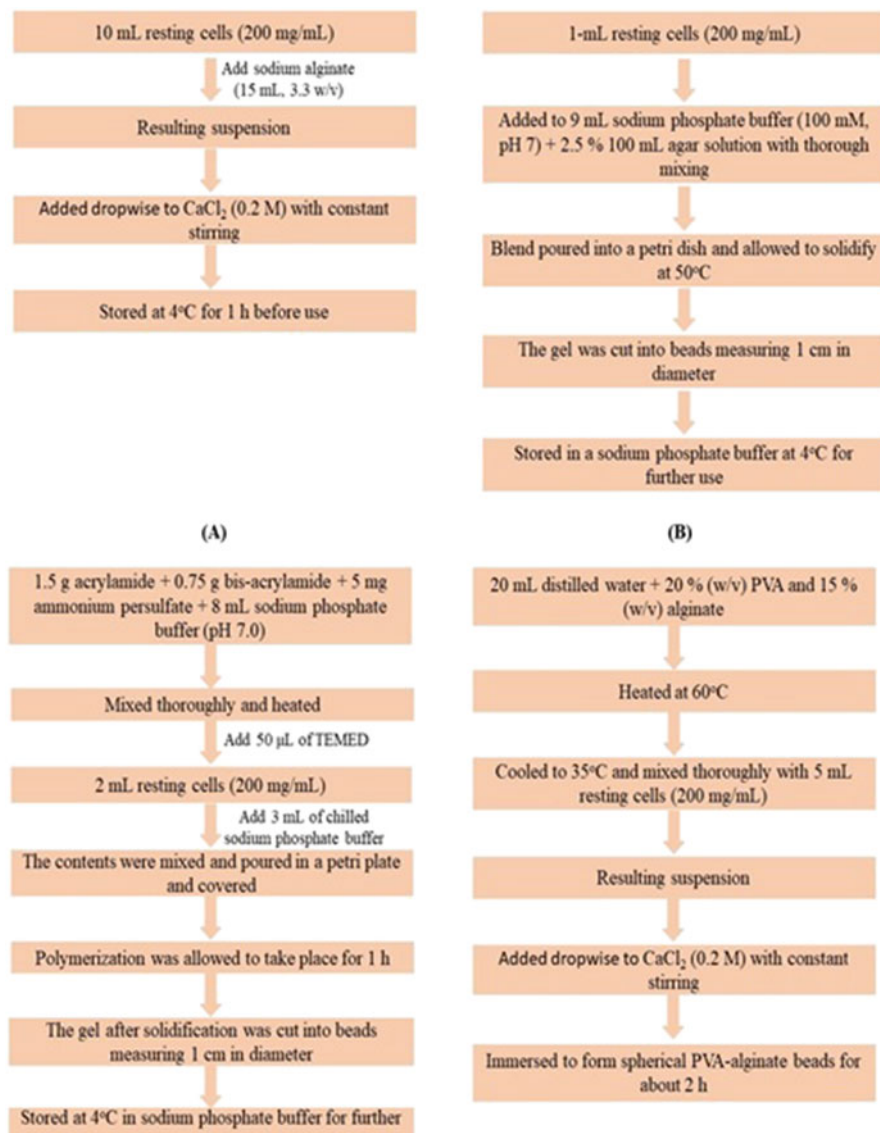 10 mL resting cells (200 mg/mL)
Add sodium alginate
(15 mL, 3.3 w/v)
Resulting suspension
Added dropwise to CaCl₂ (0.2 M) with constant
stirring
Stored at 4°C for 1 h before use
(A)
1-mL resting cells (200 mg/mL)
Added to 9 mL sodium phosphate buffer (100 mM,
pH 7) + 2.5 % 100 mL agar solution with thorough
mixing
Blend poured into a petri dish and allowed to solidify
at 50°C
The gel was cut into beads measuring 1 cm in
diameter
Stored in a sodium phosphate buffer at 4°C for
further use
(B)
1.5 g acrylamide + 0.75 g bis-acrylamide + 5 mg
ammonium persulfate + 8 mL sodium phosphate
buffer (pH 7.0)
Mixed thoroughly and heated
Add 50 µL of TEMED
2 mL resting cells (200 mg/mL)
Add 3 mL of chilled
sodium phosphate buffer
The contents were mixed and poured in a petri plate
and covered
Polymerization was allowed to take place for 1 h
The gel after solidification was cut into beads
measuring 1 cm in diameter
Stored at 4°C in sodium phosphate buffer for further
20 mL distilled water + 20 % (w/v) PVA and 15 %
(w/v) alginate
Heated at 60°C
Cooled to 35°C and mixed thoroughly with 5 mL
resting cells (200 mg/mL)
Resulting suspension
Added dropwise to CaCl₂ (0.2 M) with constant
stirring
Immersed to form spherical PVA-alginate beads for
about 2 h